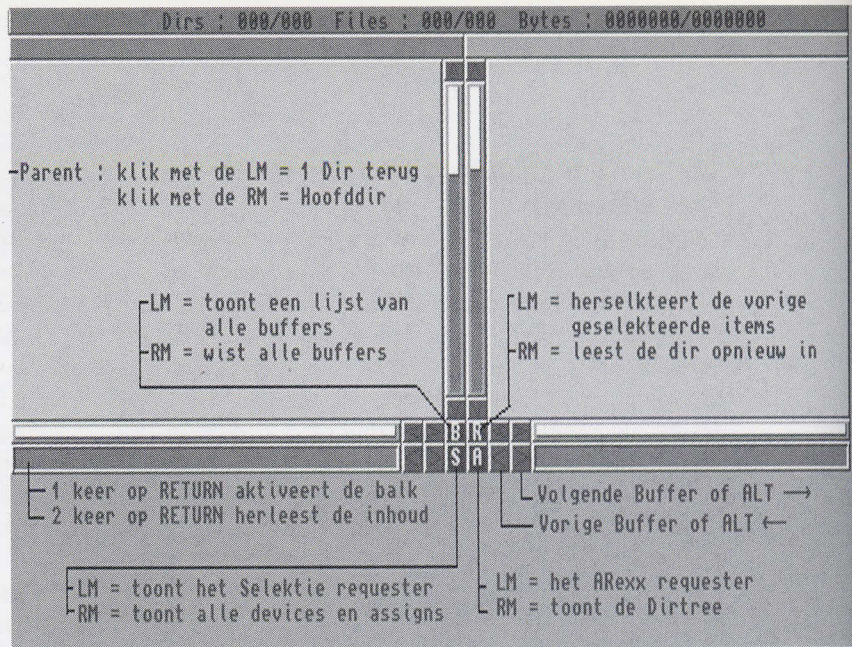 Dirs : 000/000 Files : 000/000 Bytes : 0000000/0000000
Parent : klik met de LM = 1 Dir terug
klik met de RM = Hoofddir
LM = toont een lijst van
alle buffers
RM = wist alle buffers
LM = herselkteert de vorige
geselekteerde items
RM = leest de dir opnieuw in
B R
S A
1 keer op RETURN aktiveert de balk
2 keer op RETURN herleest de inhoud
Volgende Buffer of ALT →
Vorige Buffer of ALT ←
LM = toont het Selektie requester
RM = toont alle devices en assigns
LM = het ARexx requester
RM = toont de Dirtree